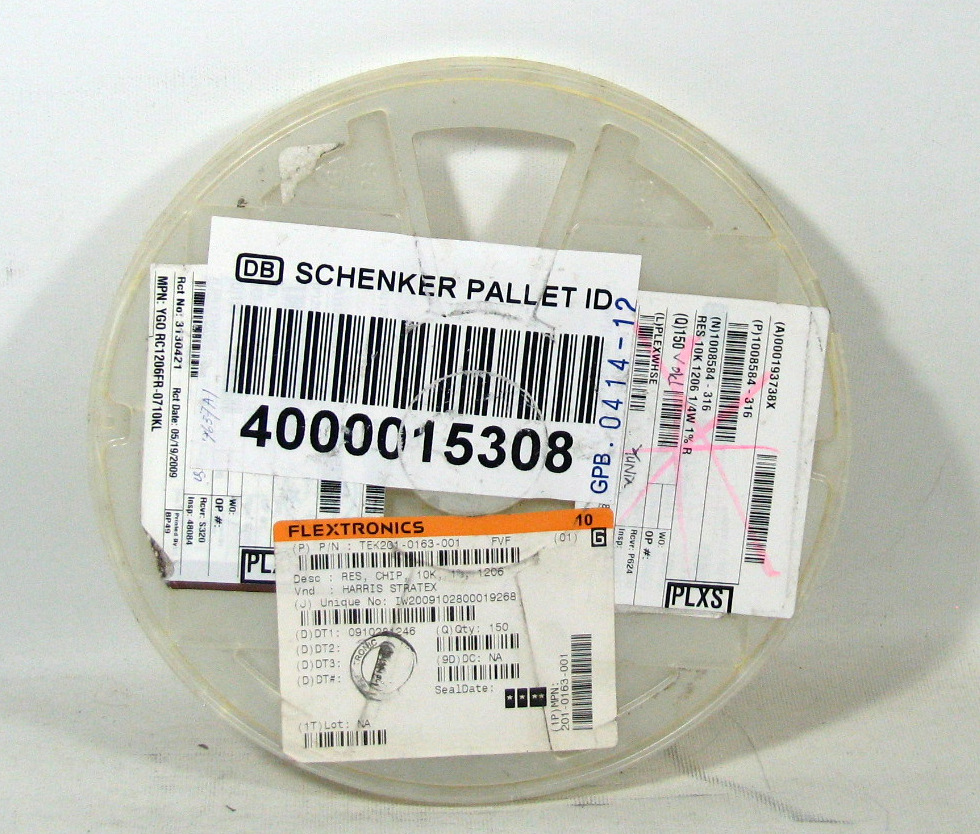 DB SCHENKER PALLET ID
4000015308
GPB. 0414-12
MPN: YGO RC1206FR-0710KL
Rct No: 3130421 Rct Date: 05/19/2009
WO:
OP #:
Rcvr: S320
Insp: 48084
Printed By
BP49
(A)000193738X
(P)1008584 - 316
(N)1008584 - 316
RES 10K 1206 1/4W 1% R
(Q)150
(L)PLEXWHSE
WO:
OP #:
Rcvr: P624
Insp:
PLXS
FLEXTRONICS 10
(P) P/N : TEK201-0163-001 FVF (01) G
Desc : RES, CHIP, 10K, 1%, 1206
Vnd : HARRIS STRATEX
(J) Unique No: IW2009102800019268
(D)DT1: (Q)Qty: 150
(D)DT2:
(D)DT3: (9D)DC: NA
(D)DT#:
SealDate:
(1T)Lot: NA
(1P)MPN:
201-0163-001